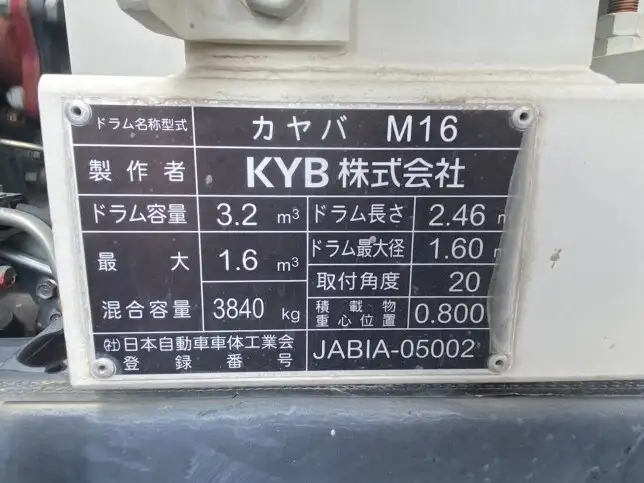 ドラム名称型式 カヤバ M16
製作者 KYB株式会社
ドラム容量 3.2 m³ ドラム長さ 2.46
最大 1.6 m³ ドラム最大径 1.60
混合容量 3840 kg 取付角度 20
積載物重心位置 0.800
㈳日本自動車車体工業会
登録番号 JABIA-05002